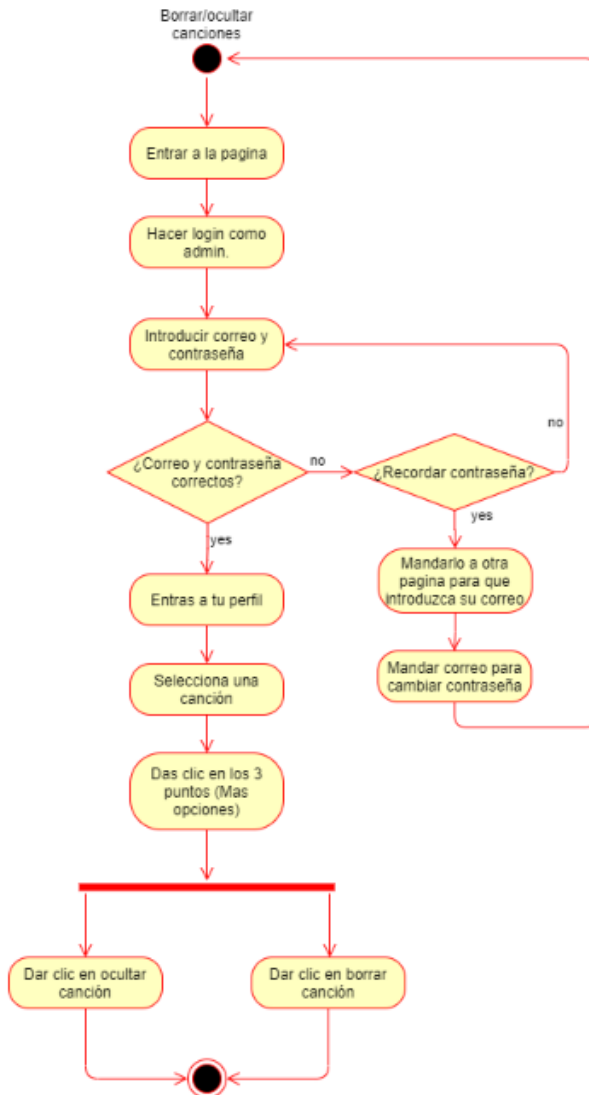 Borrar/ocultar
canciones
Entrar a la pagina
Hacer login como
admin.
Introducir correo y
contraseña
no
¿Correo y contraseña
correctos?
no
¿Recordar contraseña?
yes
yes
Mandarlo a otra
pagina para que
introduzca su correo
Entras a tu perfil
Mandar correo para
cambiar contraseña
Selecciona una
canción
Das clic en los 3
puntos (Mas
opciones)
Dar clic en ocultar
canción
Dar clic en borrar
canción